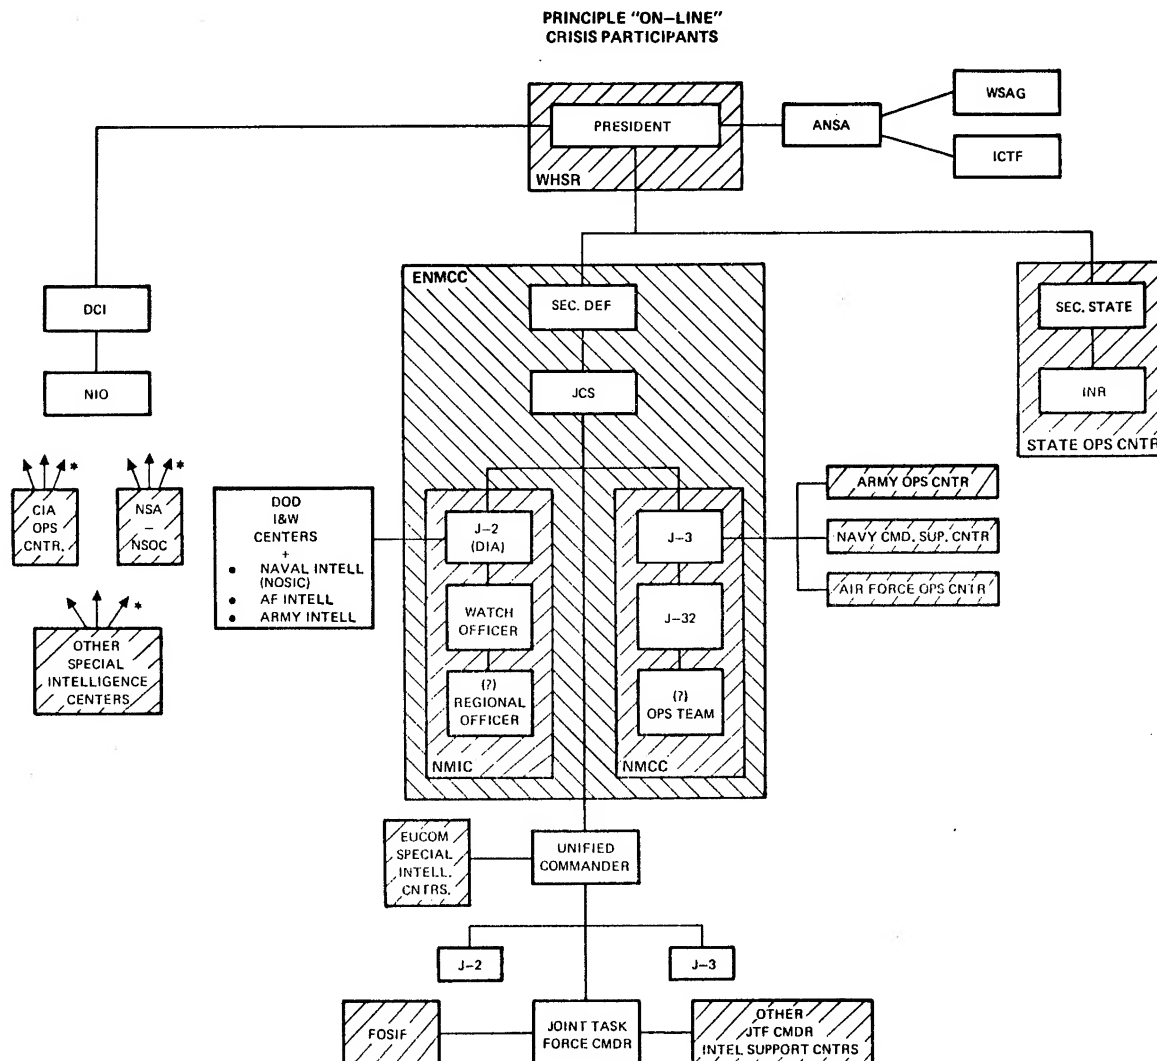 PRINCIPLE "ON–LINE"
CRISIS PARTICIPANTS
WSAG
PRESIDENT
ANSA
ICTF
WHSR
ENMCC
SEC. DEF
DCI
SEC. STATE
JCS
NIO
INR
STATE OPS CNTR
*
*
CIA
OPS
CNTR.
NSA
–
NSOC
DOD
I&W
CENTERS
+
• NAVAL INTELL
(NOSIC)
• AF INTELL
• ARMY INTELL
J–2
(DIA)
WATCH
OFFICER
(?)
REGIONAL
OFFICER
NMIC
J–3
J–32
(?)
OPS TEAM
NMCC
ARMY OPS CNTR
NAVY CMD. SUP. CNTR
AIR FORCE OPS CNTR
*
OTHER
SPECIAL
INTELLIGENCE
CENTERS
EUCOM
SPECIAL
INTELL.
CNTRS.
UNIFIED
COMMANDER
J–2
J–3
FOSIF
JOINT TASK
FORCE CMDR
OTHER
JTF CMDR
INTEL SUPPORT CNTRS